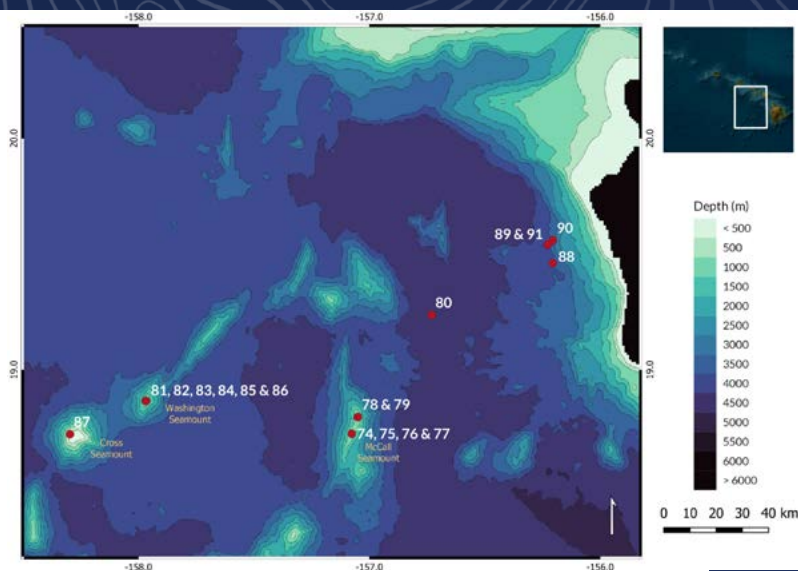 -158.0
-157.0
-156.0
20.0
20.0
89 & 91
90
88
80
19.0
19.0
81, 82, 83, 84, 85 & 86
Washington
Seamount
78 & 79
87
Cross
Seamount
74, 75, 76 & 77
McCall
Seamount
-158.0
-157.0
-156.0
Depth (m)
< 500
500
1000
1500
2000
2500
3000
3500
4000
4500
5000
5500
6000
> 6000
0 10 20 30 40 km